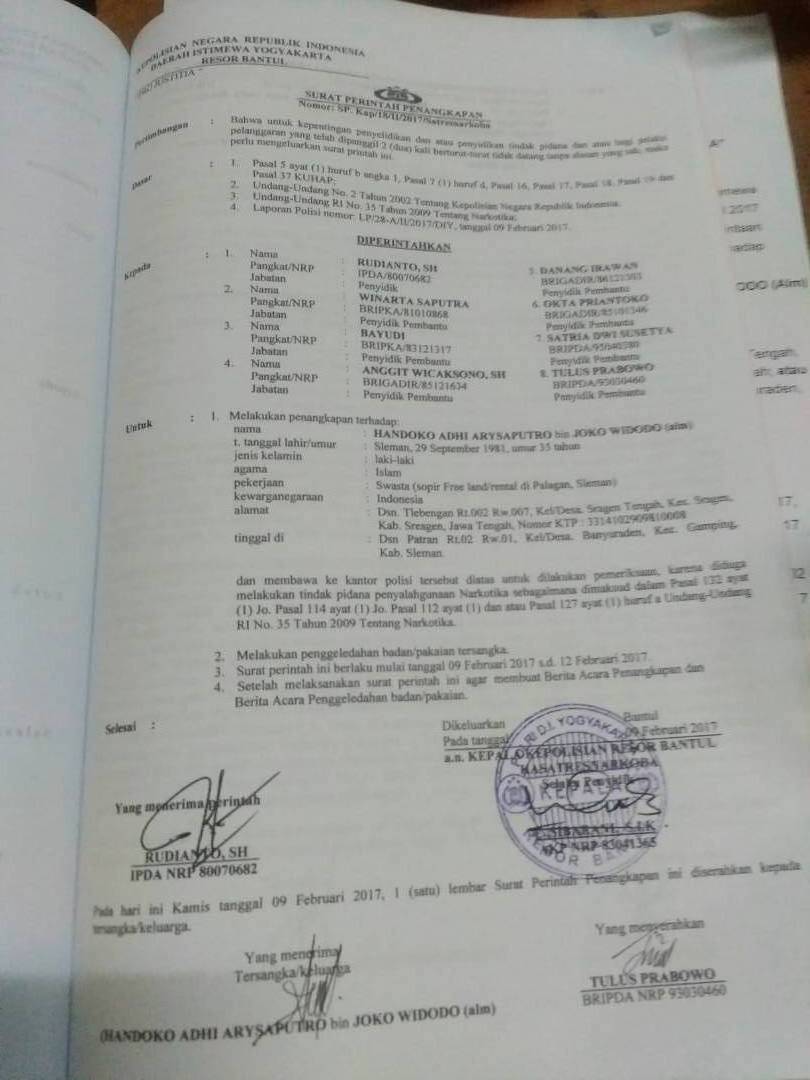 KEPOLISIAN NEGARA REPUBLIK INDONESIA
DAERAH ISTIMEWA YOGYAKARTA
RESOR BANTUL
JUSTITIA"
SURAT PERINTAH PENANGKAPAN
Nomor: SP. Kap/18/II/2017/Satresnarkoba
Pertimbangan : Bahwa untuk kepentingan penyelidikan dan atau penyidikan tindak pidana dan atau bagi pelaku
pelanggaran yang telah dipanggil 2 (dua) kali berturut-turut tidak datang tanpa alasan yang sah, maka
perlu mengeluarkan surat printah ini.
Dasar : 1. Pasal 5 ayat (1) huruf b angka 1, Pasal 7 (1) huruf d, Pasal 16, Pasal 17, Pasal 18, Pasal 19 dan
Pasal 37 KUHAP;
2. Undang-Undang No. 2 Tahun 2002 Tentang Kepolisian Negara Republik Indonesia.
3. Undang-Undang RI No. 35 Tahun 2009 Tentang Narkotika;
4. Laporan Polisi nomor: LP/28-A/II/2017/DIY, tanggal 09 Februari 2017.
DIPERINTAHKAN
Kepada : 1. Nama : RUDIANTO, SH 5. DANANG IRAWAN
Pangkat/NRP : IPDA/80070682 BRIGADIR/86121393
Jabatan : Penyidik Penyidik Pembantu
2. Nama : WINARTA SAPUTRA 6. OKTA PRIANTOKO
Pangkat/NRP : BRIPKA/81010868 BRIGADIR/85101346
Jabatan : Penyidik Pembantu Penyidik Pembantu
3. Nama : BAYUDI 7. SATRIA DWI SUSETYA
Pangkat/NRP : BRIPKA/83121317 BRIPDA/95040380
Jabatan : Penyidik Pembantu Penyidik Pembantu
4. Nama : ANGGIT WICAKSONO, SH 8. TULUS PRABOWO
Pangkat/NRP : BRIGADIR/85121634 BRIPDA/93030460
Jabatan : Penyidik Pembantu Penyidik Pembantu
Untuk : 1. Melakukan penangkapan terhadap:
nama : HANDOKO ADHI ARYSAPUTRO bin JOKO WIDODO (alm)
t. tanggal lahir/umur : Sleman, 29 September 1981, umur 35 tahun
jenis kelamin : laki-laki
agama : Islam
pekerjaan : Swasta (sopir Free land/rental di Palagan, Sleman)
kewarganegaraan : Indonesia
alamat : Dsn. Tlebengan Rt.002 Rw.007, Kel/Desa. Sragen Tengah, Kec. Sragen,
Kab. Sreagen, Jawa Tengah, Nomor KTP : 3314102909810008
tinggal di : Dsn Patran Rt.02 Rw.01, Kel/Desa. Banyuraden, Kec. Gamping,
Kab. Sleman.
dan membawa ke kantor polisi tersebut diatas untuk dilakukan pemeriksaan, karena diduga
melakukan tindak pidana penyalahgunaan Narkotika sebagaimana dimaksud dalam Pasal 132 ayat
(1) Jo. Pasal 114 ayat (1) Jo. Pasal 112 ayat (1) dan atau Pasal 127 ayat (1) huruf a Undang-Undang
RI No. 35 Tahun 2009 Tentang Narkotika.
2. Melakukan penggeledahan badan/pakaian tersangka.
3. Surat perintah ini berlaku mulai tanggal 09 Februari 2017 s.d. 12 Februari 2017.
4. Setelah melaksanakan surat perintah ini agar membuat Berita Acara Penangkapan dan
Berita Acara Penggeledahan badan/pakaian.
Selesai :
Dikeluarkan Bantul
Pada tanggal 09 Februari 2017
a.n. KEPALA KEPOLISIAN RESOR BANTUL
KASATRESNARKOBA
Selaku Penyidik
KEPALA
Yang menerima perintah
SIBARANI, S.I.K
AKP NRP 83041365
RUDIANTO, SH
IPDA NRP 80070682
Pada hari ini Kamis tanggal 09 Februari 2017, 1 (satu) lembar Surat Perintah Penangkapan ini diserahkan kepada
tersangka/keluarga.
Yang menerima
Tersangka/keluarga
Yang menyerahkan
TULUS PRABOWO
BRIPDA NRP 93030460
(HANDOKO ADHI ARYSAPUTRO bin JOKO WIDODO (alm)